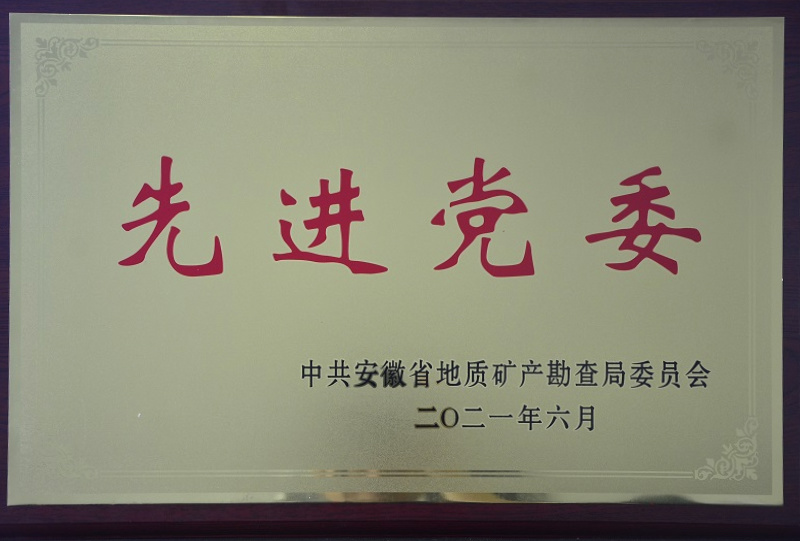 先进党委
中共安徽省地质矿产勘查局委员会
二〇二一年六月